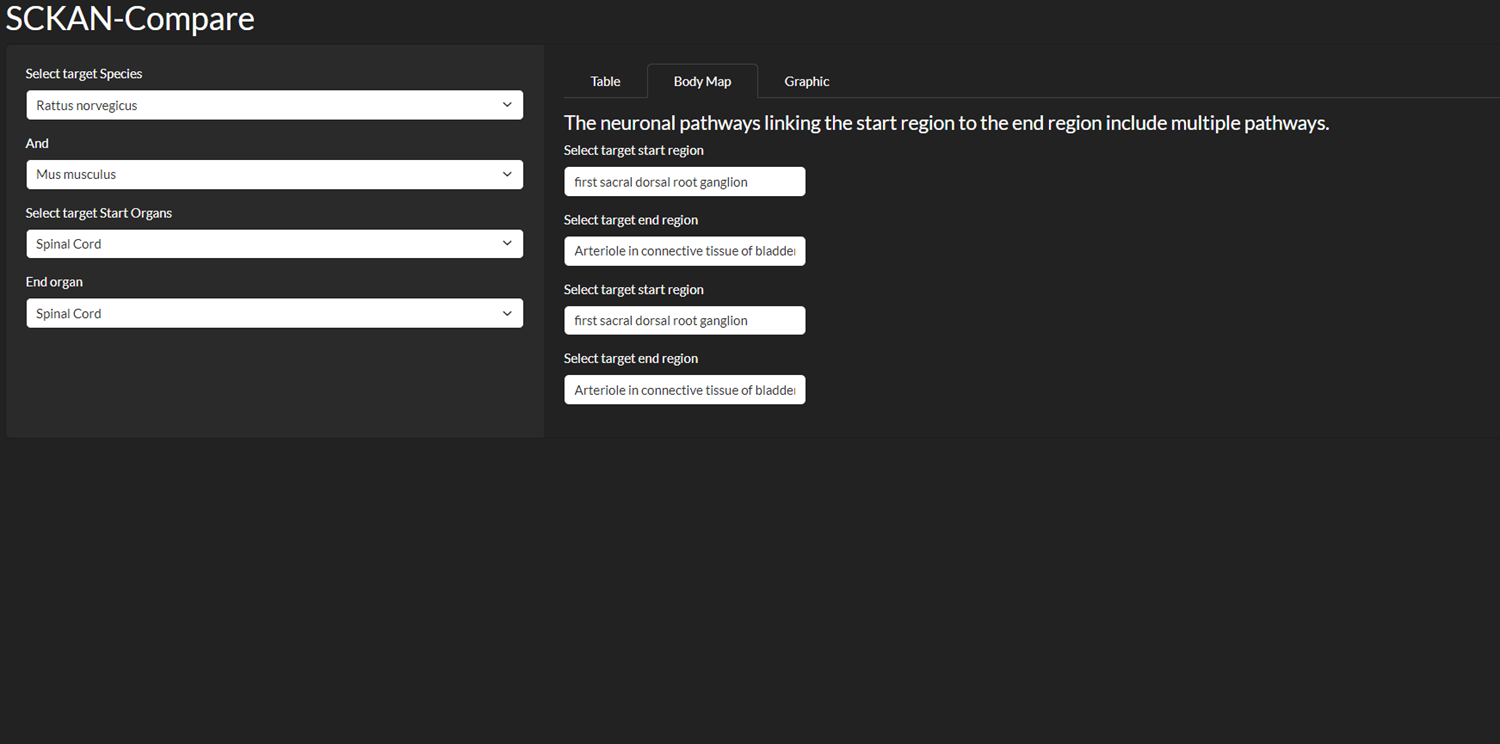 SCKAN-Compare
Select target Species
Rattus norvegicus
And
Mus musculus
Select target Start Organs
Spinal Cord
End organ
Spinal Cord
Table
Body Map
Graphic
The neuronal pathways linking the start region to the end region include multiple pathways.
Select target start region
first sacral dorsal root ganglion
Select target end region
Arteriole in connective tissue of bladder
Select target start region
first sacral dorsal root ganglion
Select target end region
Arteriole in connective tissue of bladder